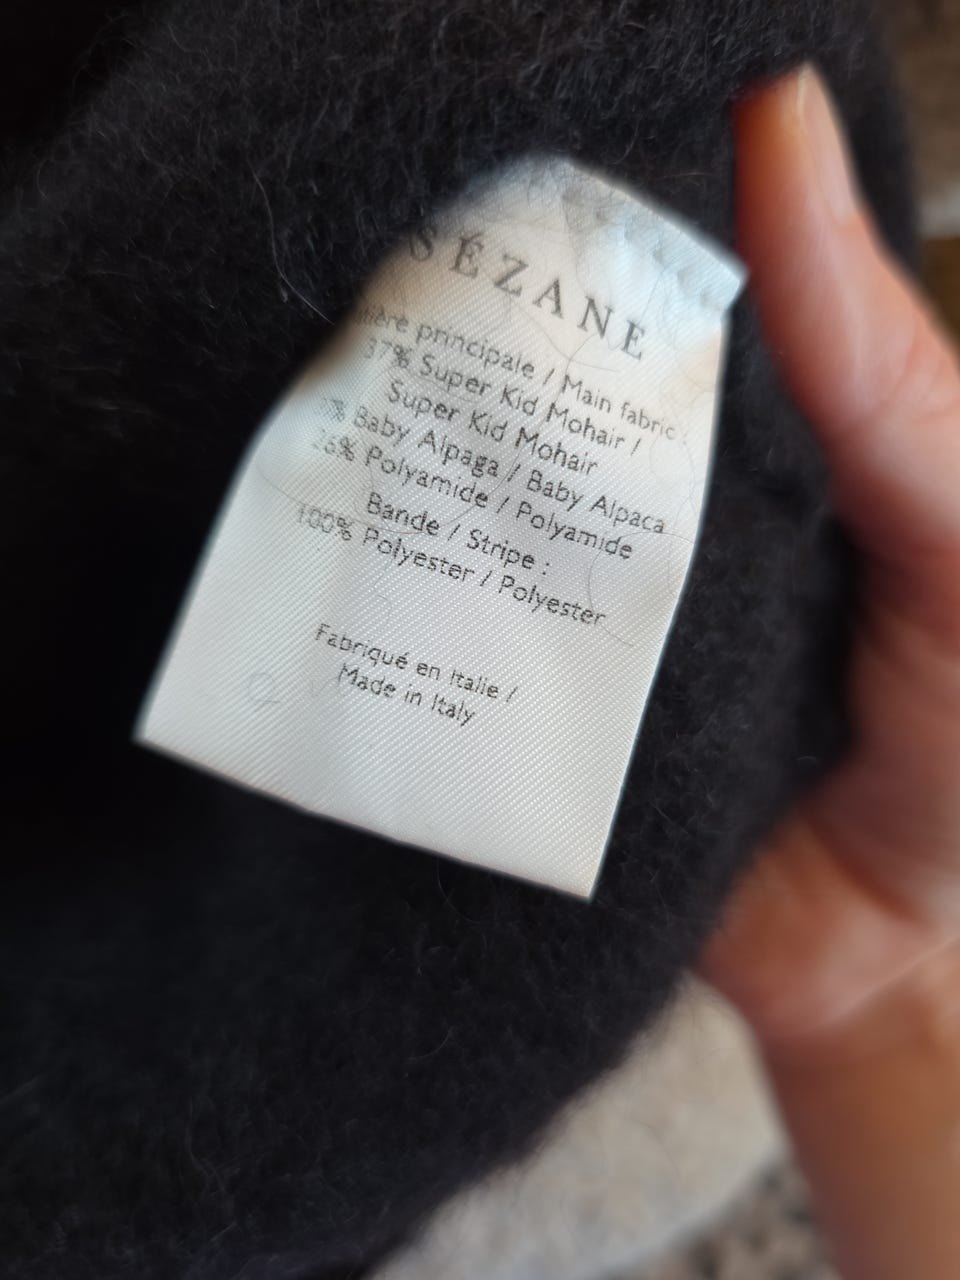 SÉZANE
principale / Main fabric :
37% Super Kid Mohair /
Super Kid Mohair
Baby Alpaga / Baby Alpaca
Polyamide / Polyamide
Bande / Stripe :
100% Polyester / Polyester
Fabriqué en Italie /
Made in Italy